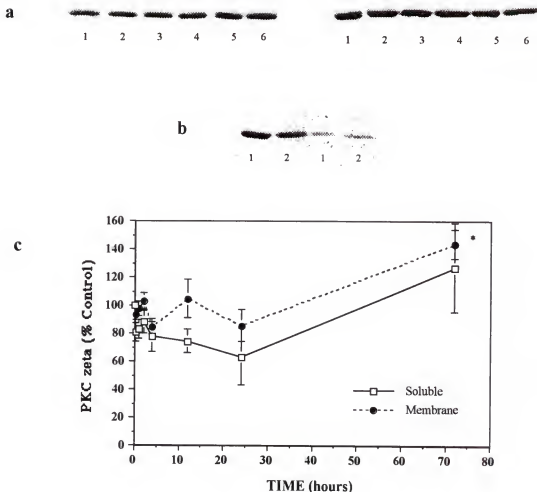 a
1 2 3 4 5 6 1 2 3 4 5 6
b
1 2 1 2
c
PKC zeta (% Control)
160
140
120
100
80
60
40
20
0
*
Soluble
Membrane
0 10 20 30 40 50 60 70 80
TIME (hours)